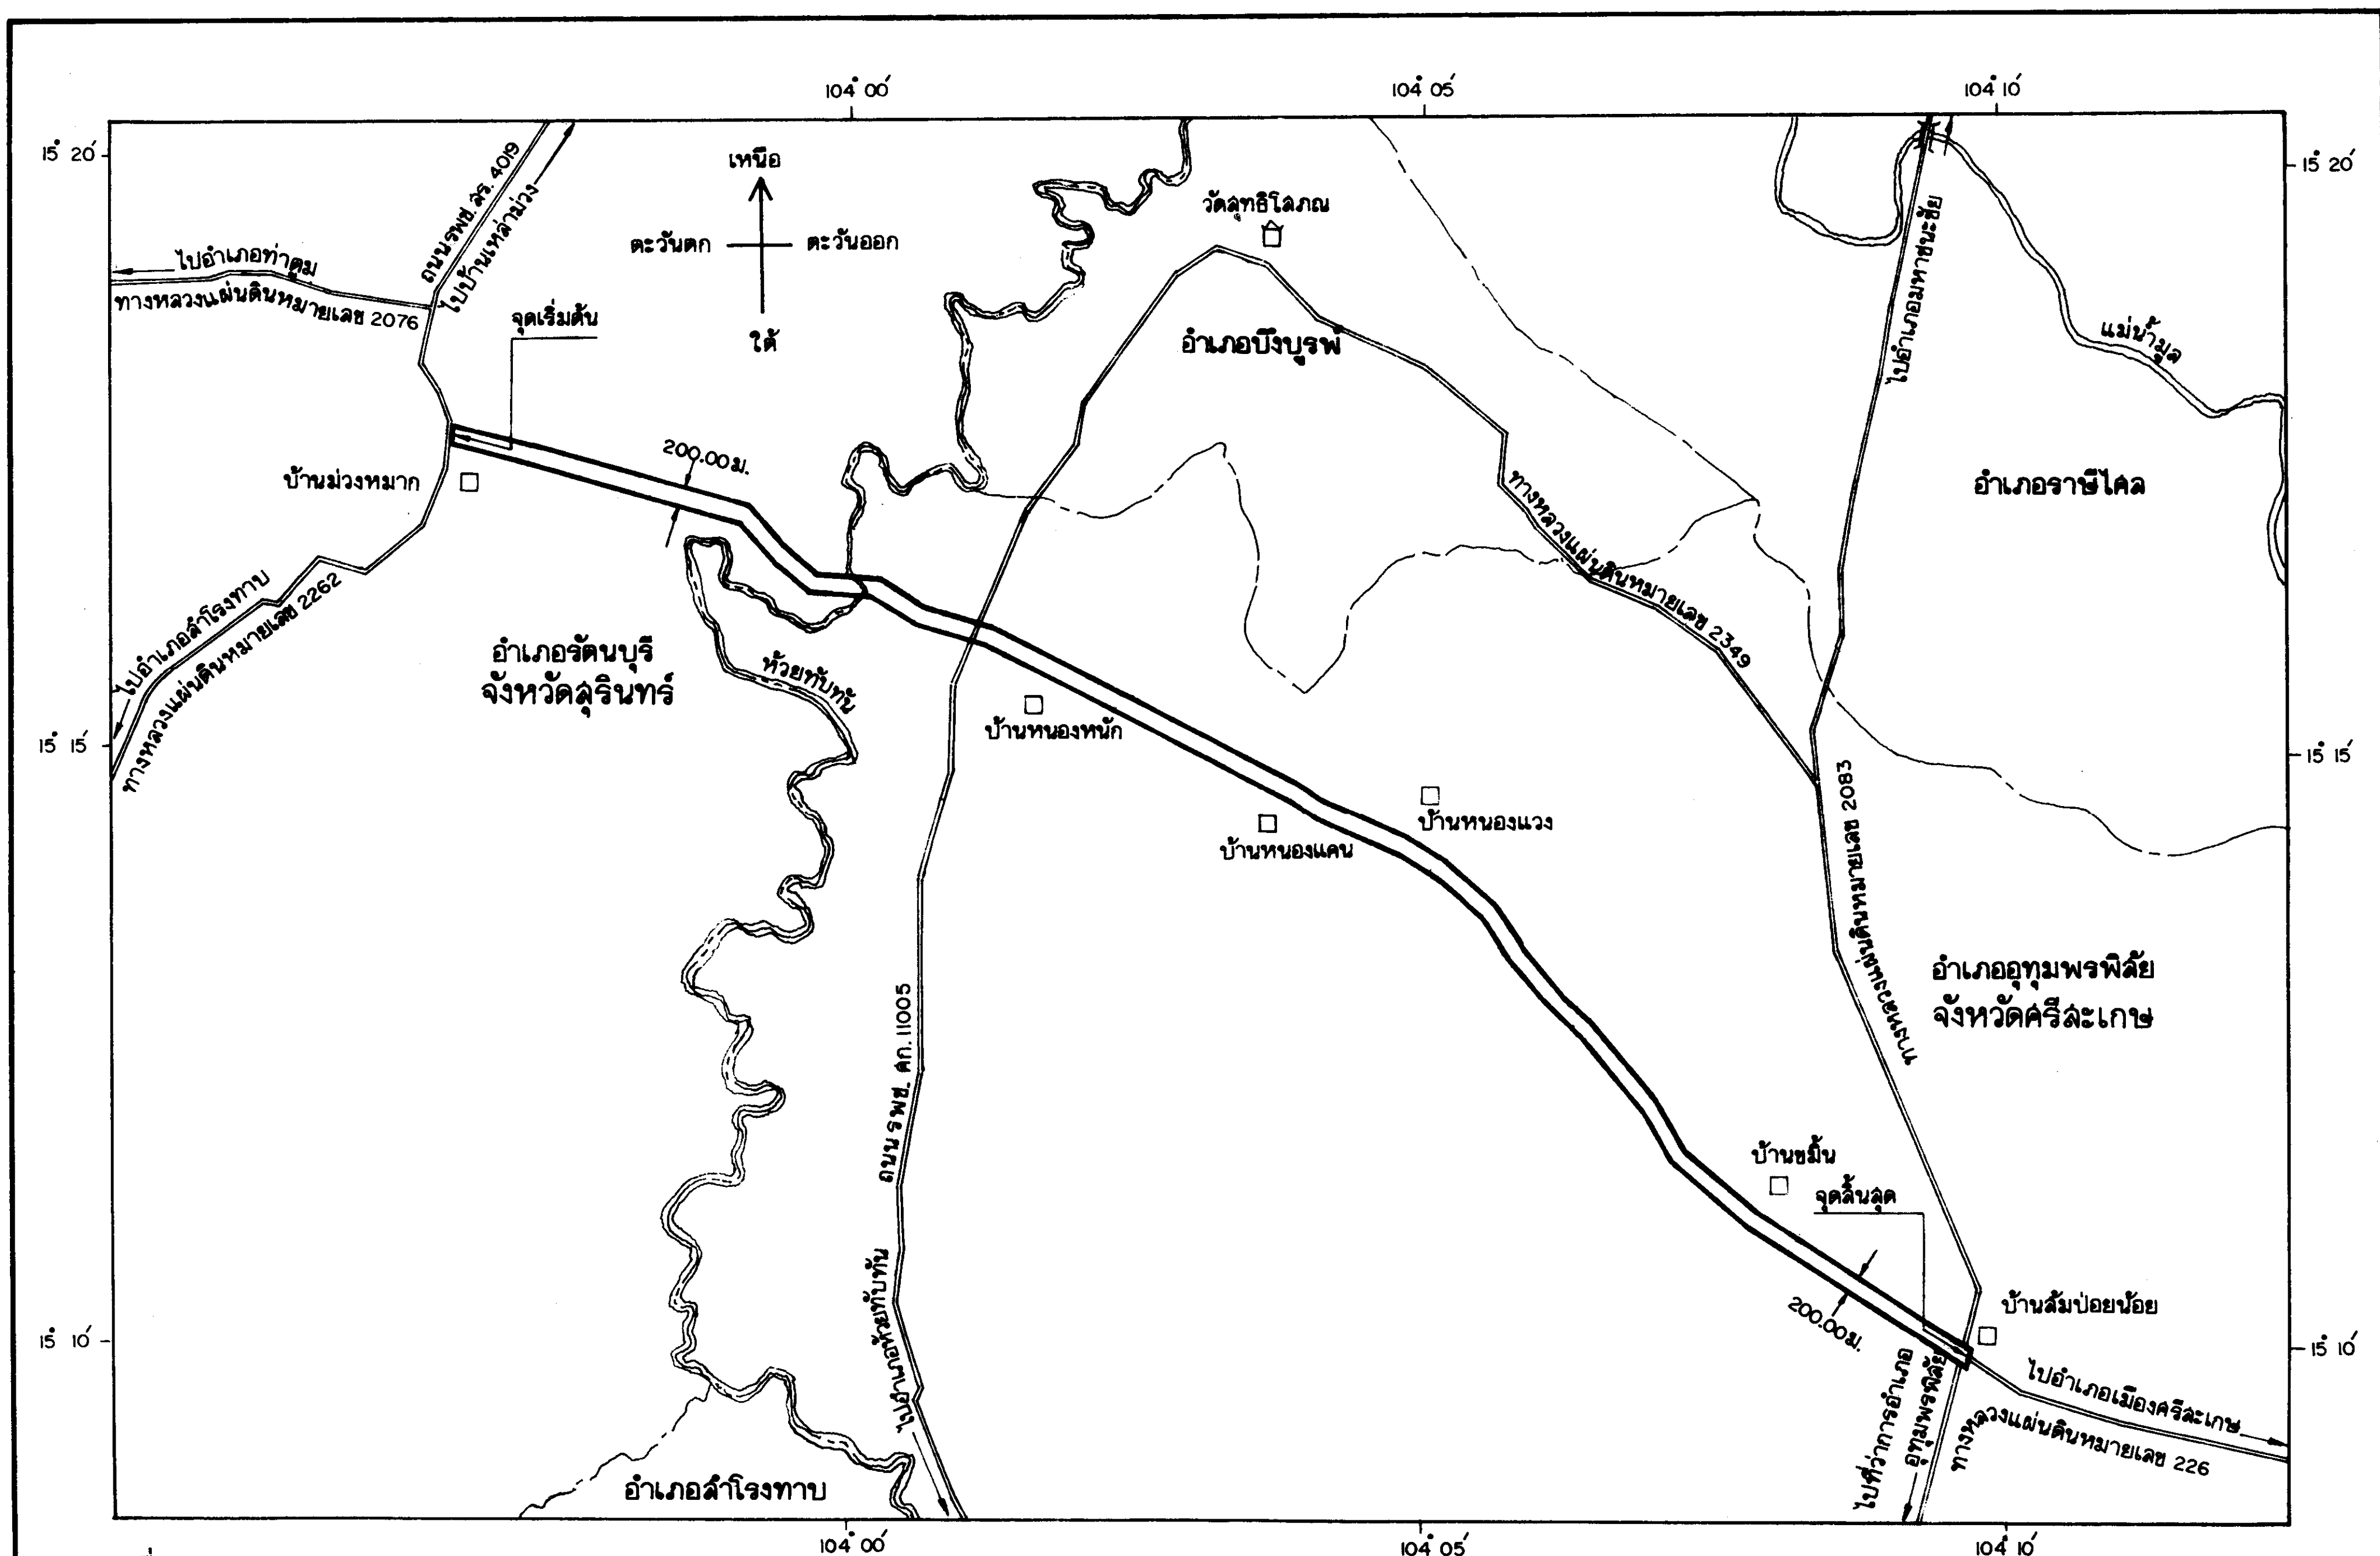 104° 00′
104° 05′
104° 10′
15° 20′
15° 20′
เหนือ
ตะวันตก
ตะวันออก
ใต้
วัดสุทธิโสภณ
ถนน รพช. สร. 4019
ไปบ้านเหล่าม่วง
ไปอำเภอท่าตูม
ทางหลวงแผ่นดินหมายเลข 2076
จุดเริ่มต้น
อำเภอบึงบูรพ์
ไปอำเภอมหาชนะชัย
แม่น้ำมูล
200.00 ม.
บ้านม่วงหมาก
อำเภอราษีไศล
ทางหลวงแผ่นดินหมายเลข 2349
ไปอำเภอสำโรงทาบ
ทางหลวงแผ่นดินหมายเลข 2262
อำเภอรัตนบุรี
จังหวัดสุรินทร์
ห้วยทับทัน
บ้านหนองหนัก
15° 15′
15° 15′
บ้านหนองแวง
บ้านหนองแคน
ทางหลวงแผ่นดินหมายเลข 2083
อำเภออุทุมพรพิสัย
จังหวัดศรีสะเกษ
ถนน รพช. ศก. 11005
บ้านขมิ้น
จุดสิ้นสุด
ไปอำเภอห้วยทับทัน
200.00 ม.
บ้านส้มป่อยน้อย
15° 10′
15° 10′
ไปที่ว่าการอำเภอ
อุทุมพรพิสัย
ไปอำเภอเมืองศรีสะเกษ
ทางหลวงแผ่นดินหมายเลข 226
อำเภอสำโรงทาบ
104° 00′
104° 05′
104° 10′